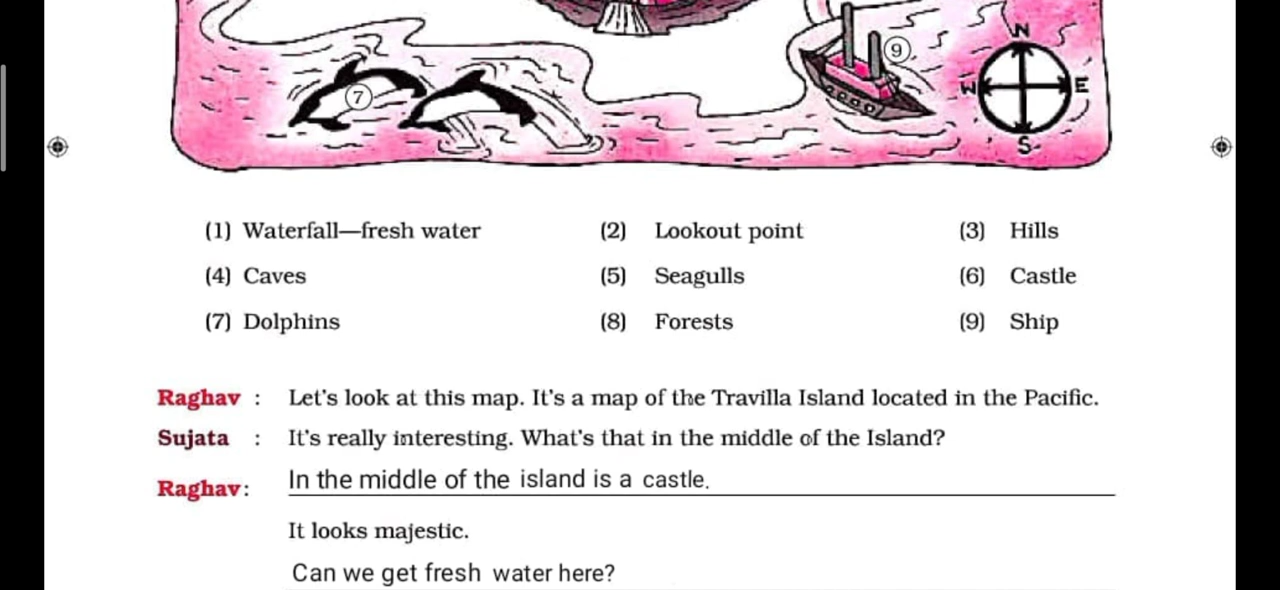 N
9
7
W E
S
(1) Waterfall—fresh water (2) Lookout point (3) Hills
(4) Caves (5) Seagulls (6) Castle
(7) Dolphins (8) Forests (9) Ship
Raghav : Let's look at this map. It's a map of the Travilla Island located in the Pacific.
Sujata : It's really interesting. What's that in the middle of the Island?
Raghav: In the middle of the island is a castle.
It looks majestic.
Can we get fresh water here?